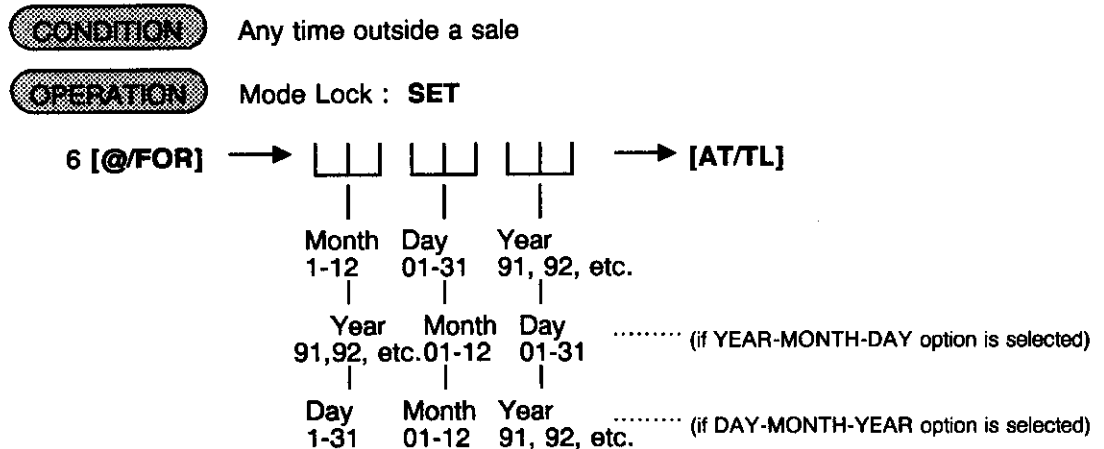 CONDITION Any time outside a sale
OPERATION Mode Lock : SET
6 [@/FOR] [AT/TL]
Month Day Year
1-12 01-31 91, 92, etc.
Year Month Day ......... (if YEAR-MONTH-DAY option is selected)
91,92, etc. 01-12 01-31
Day Month Year ......... (if DAY-MONTH-YEAR option is selected)
1-31 01-12 91, 92, etc.